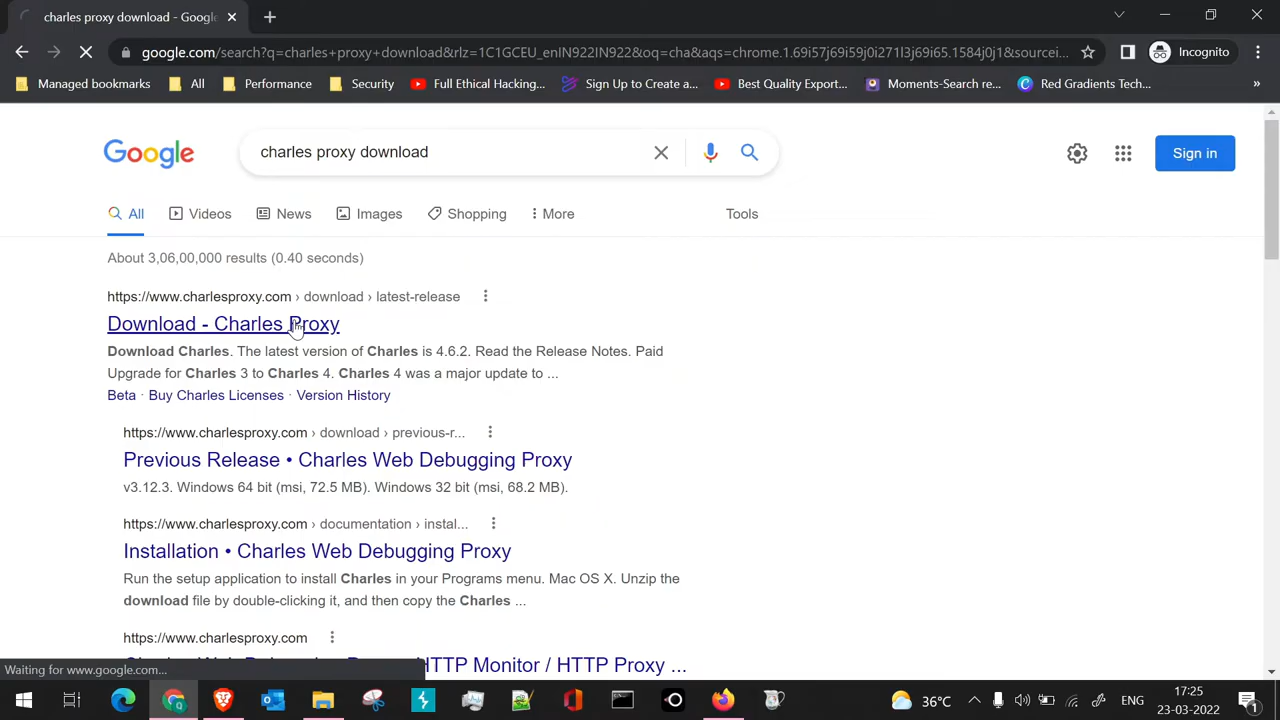 charles proxy download - Goog
Incognito
google.com/search?q=charles+proxy+download&rlz=1C1GCEU_enIN922IN922&oq=cha&aqs=chrome.1.69i57j69i59j0i271l3j69i65.1584j0j1&sourcei...
Managed bookmarks All Performance Security Full Ethical Hacking,... Sign Up to Create a... Best Quality Export... Moments-Search re... Red Gradients Tech... »
Google
charles proxy download
Sign in
All Videos News Images Shopping More Tools
About 3,06,00,000 results (0.40 seconds)
https://www.charlesproxy.com › download › latest-release
Download - Charles Proxy
Download Charles. The latest version of Charles is 4.6.2. Read the Release Notes. Paid
Upgrade for Charles 3 to Charles 4. Charles 4 was a major update to ...
Beta · Buy Charles Licenses · Version History
https://www.charlesproxy.com › download › previous-r...
Previous Release • Charles Web Debugging Proxy
v3.12.3. Windows 64 bit (msi, 72.5 MB). Windows 32 bit (msi, 68.2 MB).
https://www.charlesproxy.com › documentation › instal...
Installation • Charles Web Debugging Proxy
Run the setup application to install Charles in your Programs menu. Mac OS X. Unzip the
download file by double-clicking it, and then copy the Charles ...
https://www.charlesproxy.com
HTTP Monitor / HTTP Proxy ...
Waiting for www.google.com...
36°C ENG 17:25
23-03-2022 1